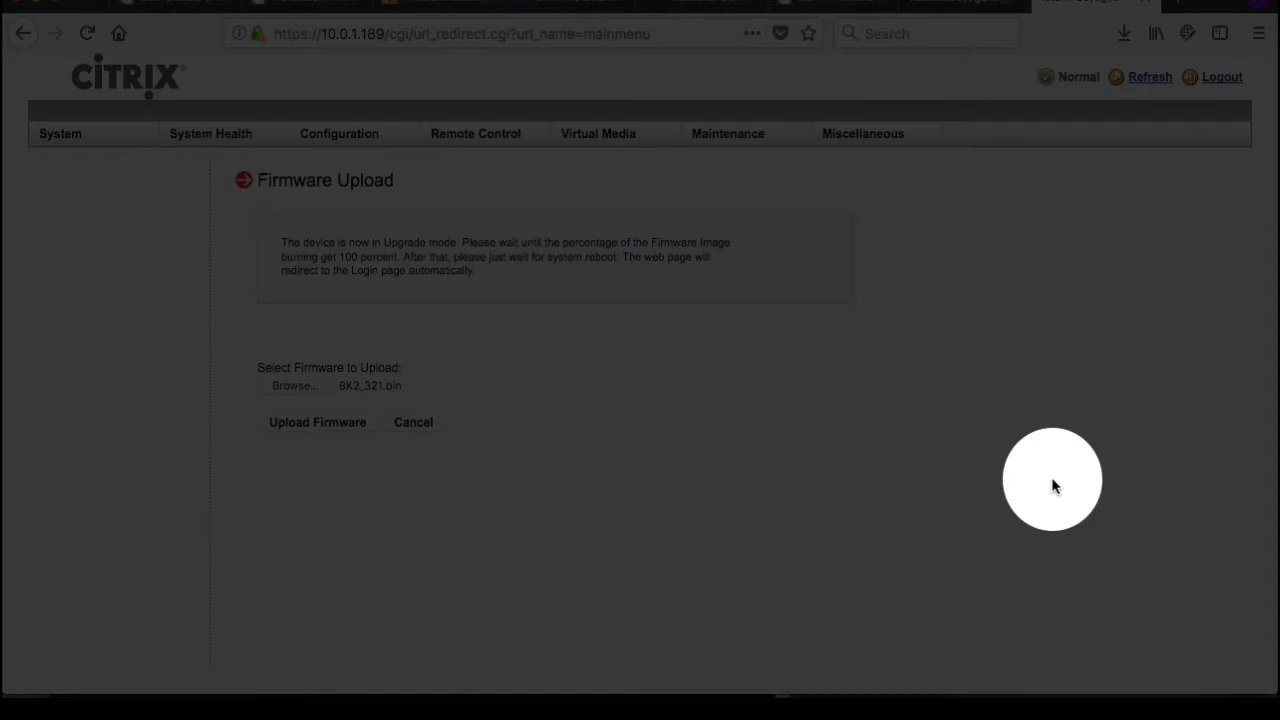 https://10.0.1.189/cgi/url_redirect.cgi?url_name=mainmenu
Search
CITRIX
Normal Refresh Logout
System System Health Configuration Remote Control Virtual Media Maintenance Miscellaneous
Firmware Upload
The device is now in Upgrade mode. Please wait until the percentage of the Firmware Image
burning get 100 percent. After that, please just wait for system reboot. The web page will
redirect to the Login page automatically.
Select Firmware to Upload:
Browse... BK2_321.bin
Upload Firmware Cancel